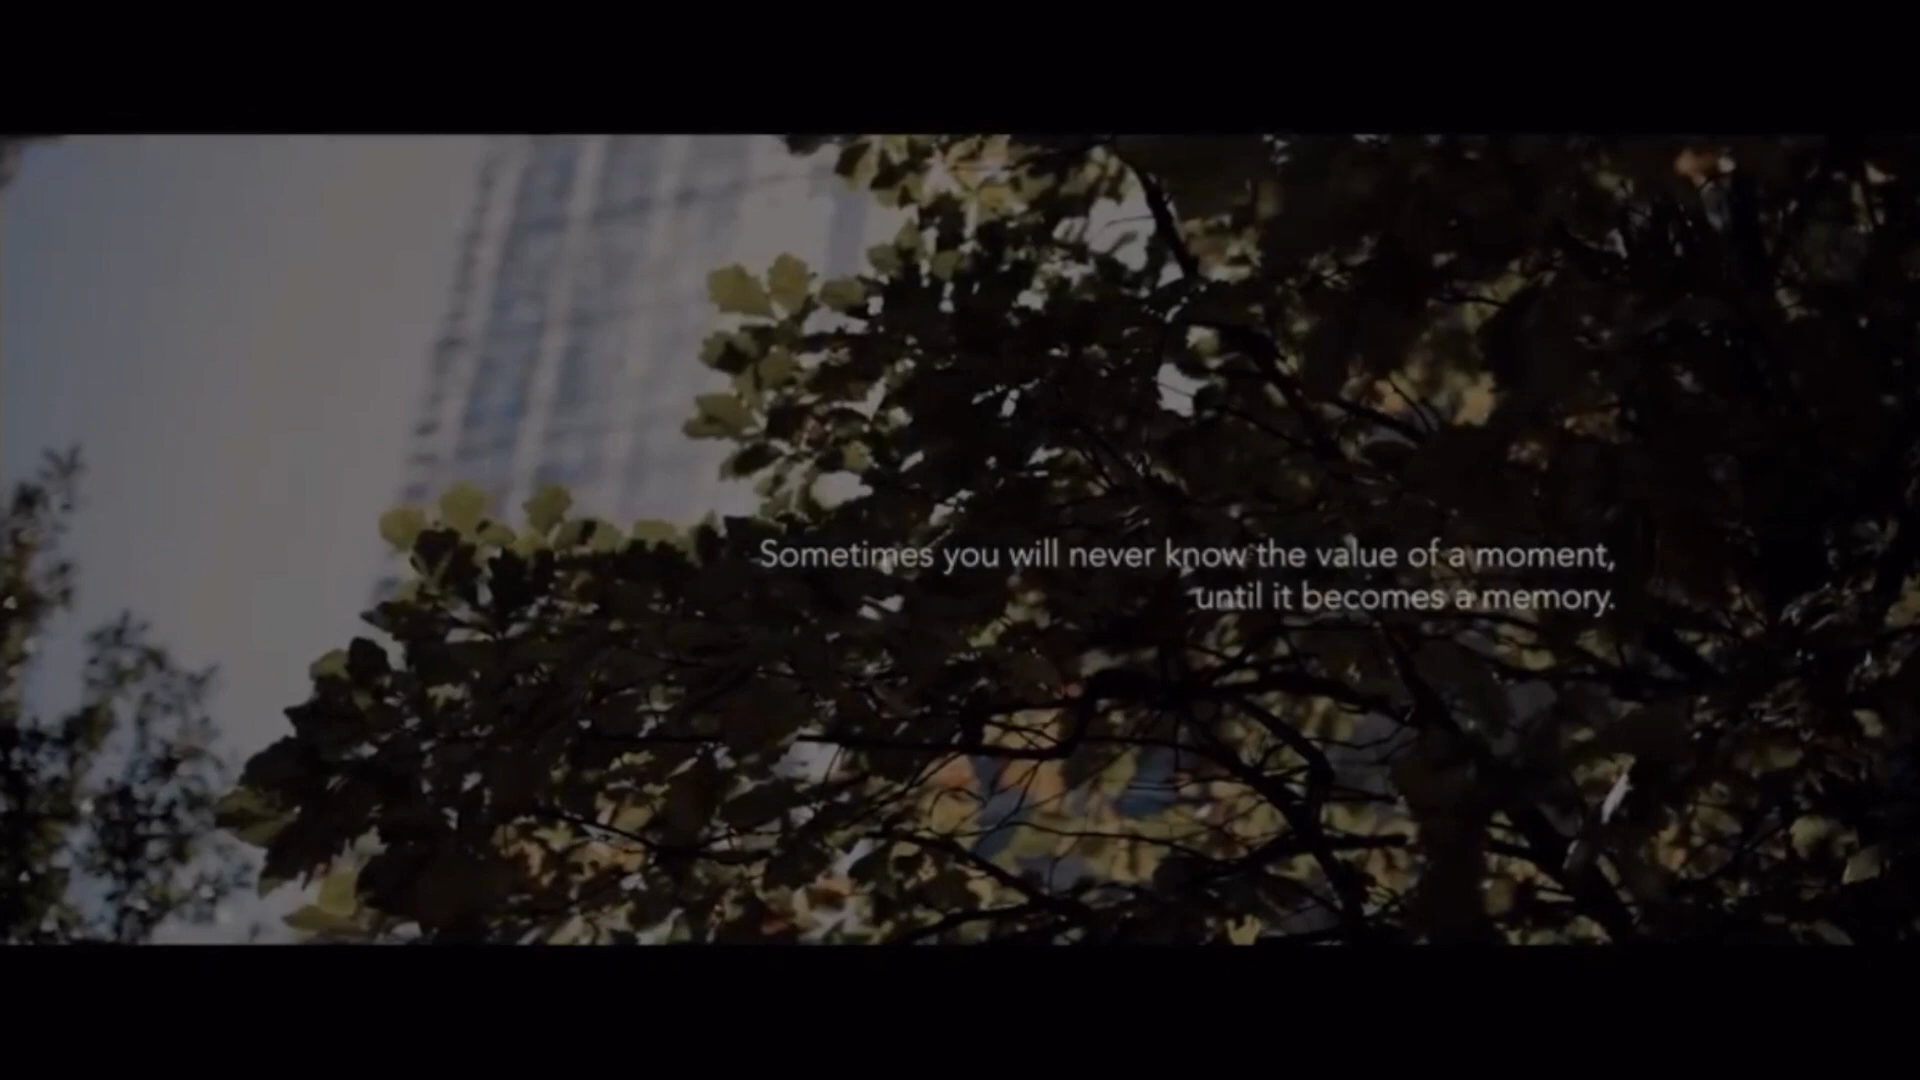 Sometimes you will never know the value of a moment,
until it becomes a memory.